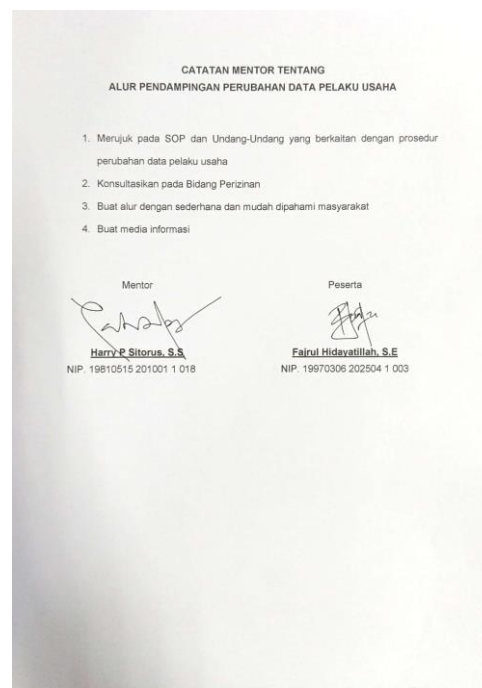 CATATAN MENTOR TENTANG
ALUR PENDAMPINGAN PERUBAHAN DATA PELAKU USAHA
1. Merujuk pada SOP dan Undang-Undang yang berkaitan dengan prosedur
perubahan data pelaku usaha
2. Konsultasikan pada Bidang Perizinan
3. Buat alur dengan sederhana dan mudah dipahami masyarakat
4. Buat media informasi
Mentor
Peserta
Harry P Sitorus, S.S
Fajrul Hidayatillah, S.E
NIP. 19810515 201001 1 018
NIP. 19970306 202504 1 003